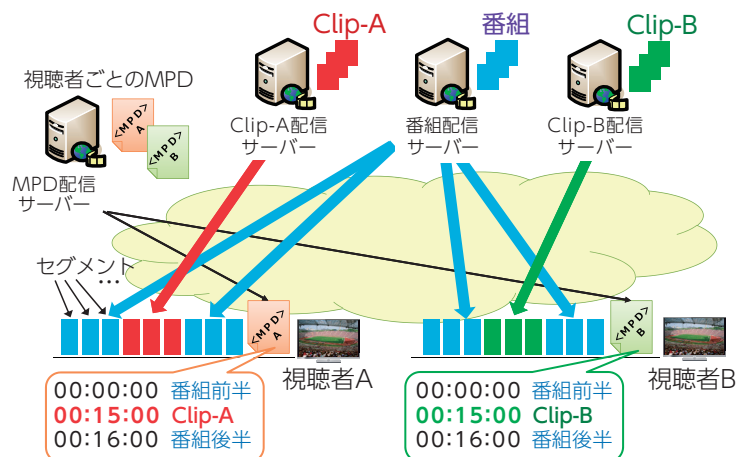 Clip-A
番組
Clip-B
視聴者ごとのMPD
<MPD>
A
<MPD>
B
Clip-A配信
サーバー
番組配信
サーバー
Clip-B配信
サーバー
MPD配信
サーバー
セグメント
…
<MPD>
A
<MPD>
B
視聴者A
視聴者B
00:00:00 番組前半
00:15:00 Clip-A
00:16:00 番組後半
00:00:00 番組前半
00:15:00 Clip-B
00:16:00 番組後半